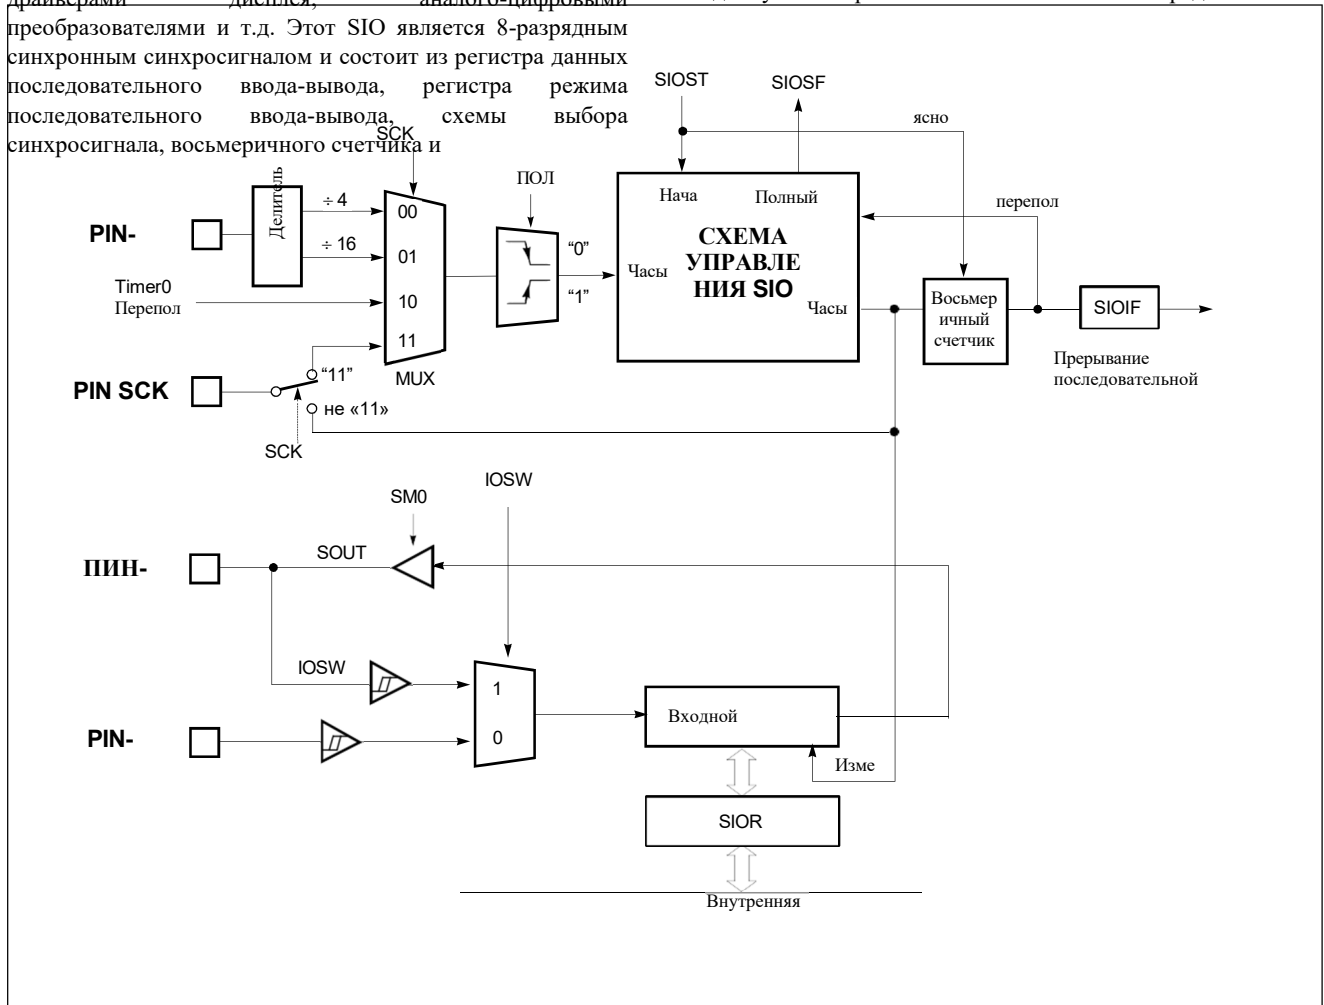 преобразователями и т.д. Этот SIO является 8-разрядным
синхронным синхросигналом и состоит из регистра данных
последовательного ввода-вывода, регистра режима
последовательного ввода-вывода, схемы выбора
синхросигнала, восьмеричного счетчика и
SCK
SIOST
SIOSF
ясно
ПОЛ
Делитель
÷ 4
÷ 16
PIN-
Timer0
Перепол
00
01
10
11
MUX
“0”
“1”
Нача
Полный
СХЕМА
УПРАВЛЕ
НИЯ SIO
Часы
Часы
перепол
Восьмер
ичный
счетчик
SIOIF
Прерывание
последовательной
PIN SCK
“11”
не «11»
SCK
IOSW
SM0
ПИН-
SOUT
IOSW
1
0
PIN-
Входной
Изме
SIOR
Внутренняя